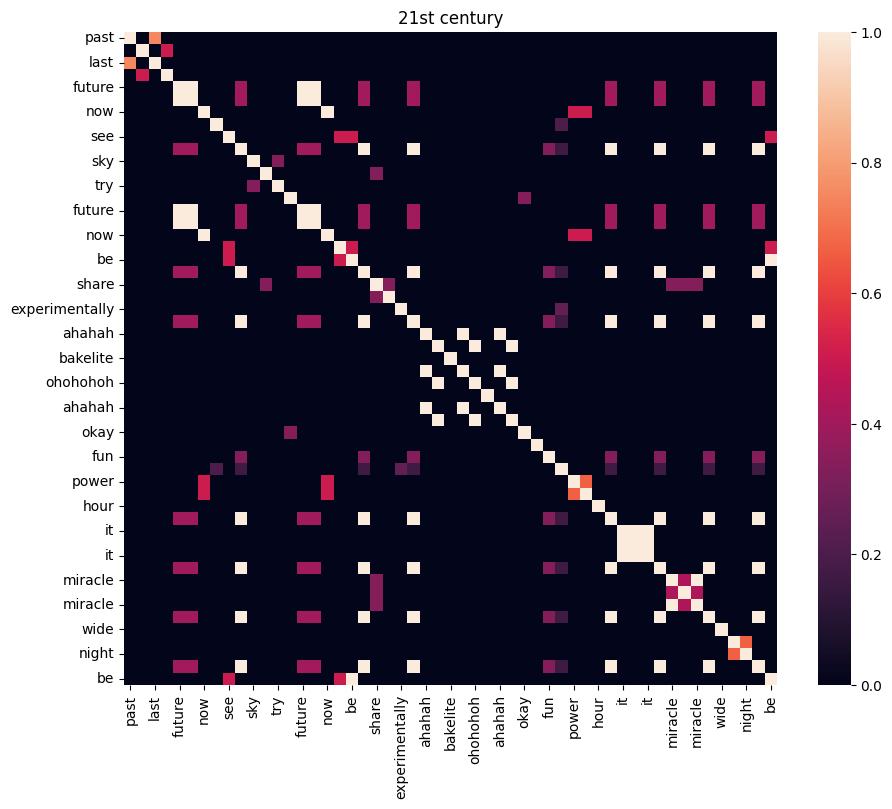 21st century
past
last
future
now
see
sky
try
future
now
be
share
experimentally
ahahah
bakelite
ohohohoh
ahahah
okay
fun
power
hour
it
it
miracle
miracle
wide
night
be
1.0
0.8
0.6
0.4
0.2
0.0
past
last
future
now
see
sky
try
future
now
be
share
experimentally
ahahah
bakelite
ohohohoh
ahahah
okay
fun
power
hour
it
it
miracle
miracle
wide
night
be